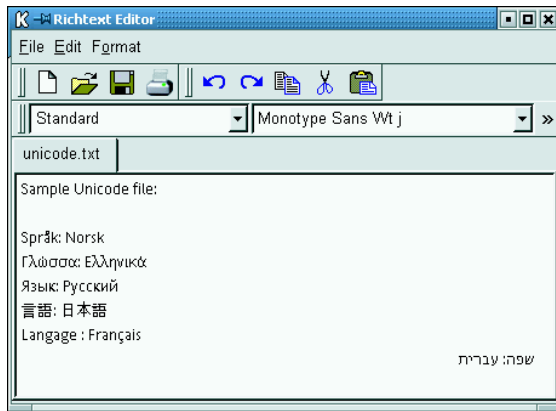 Richtext Editor
File Edit Format
Standard Monotype Sans Wt j »
unicode.txt
Sample Unicode file:
Språk: Norsk
Γλώσσα: Ελληνικά
Язык: Русский
言語: 日本語
Langage : Français
שפה: עברית